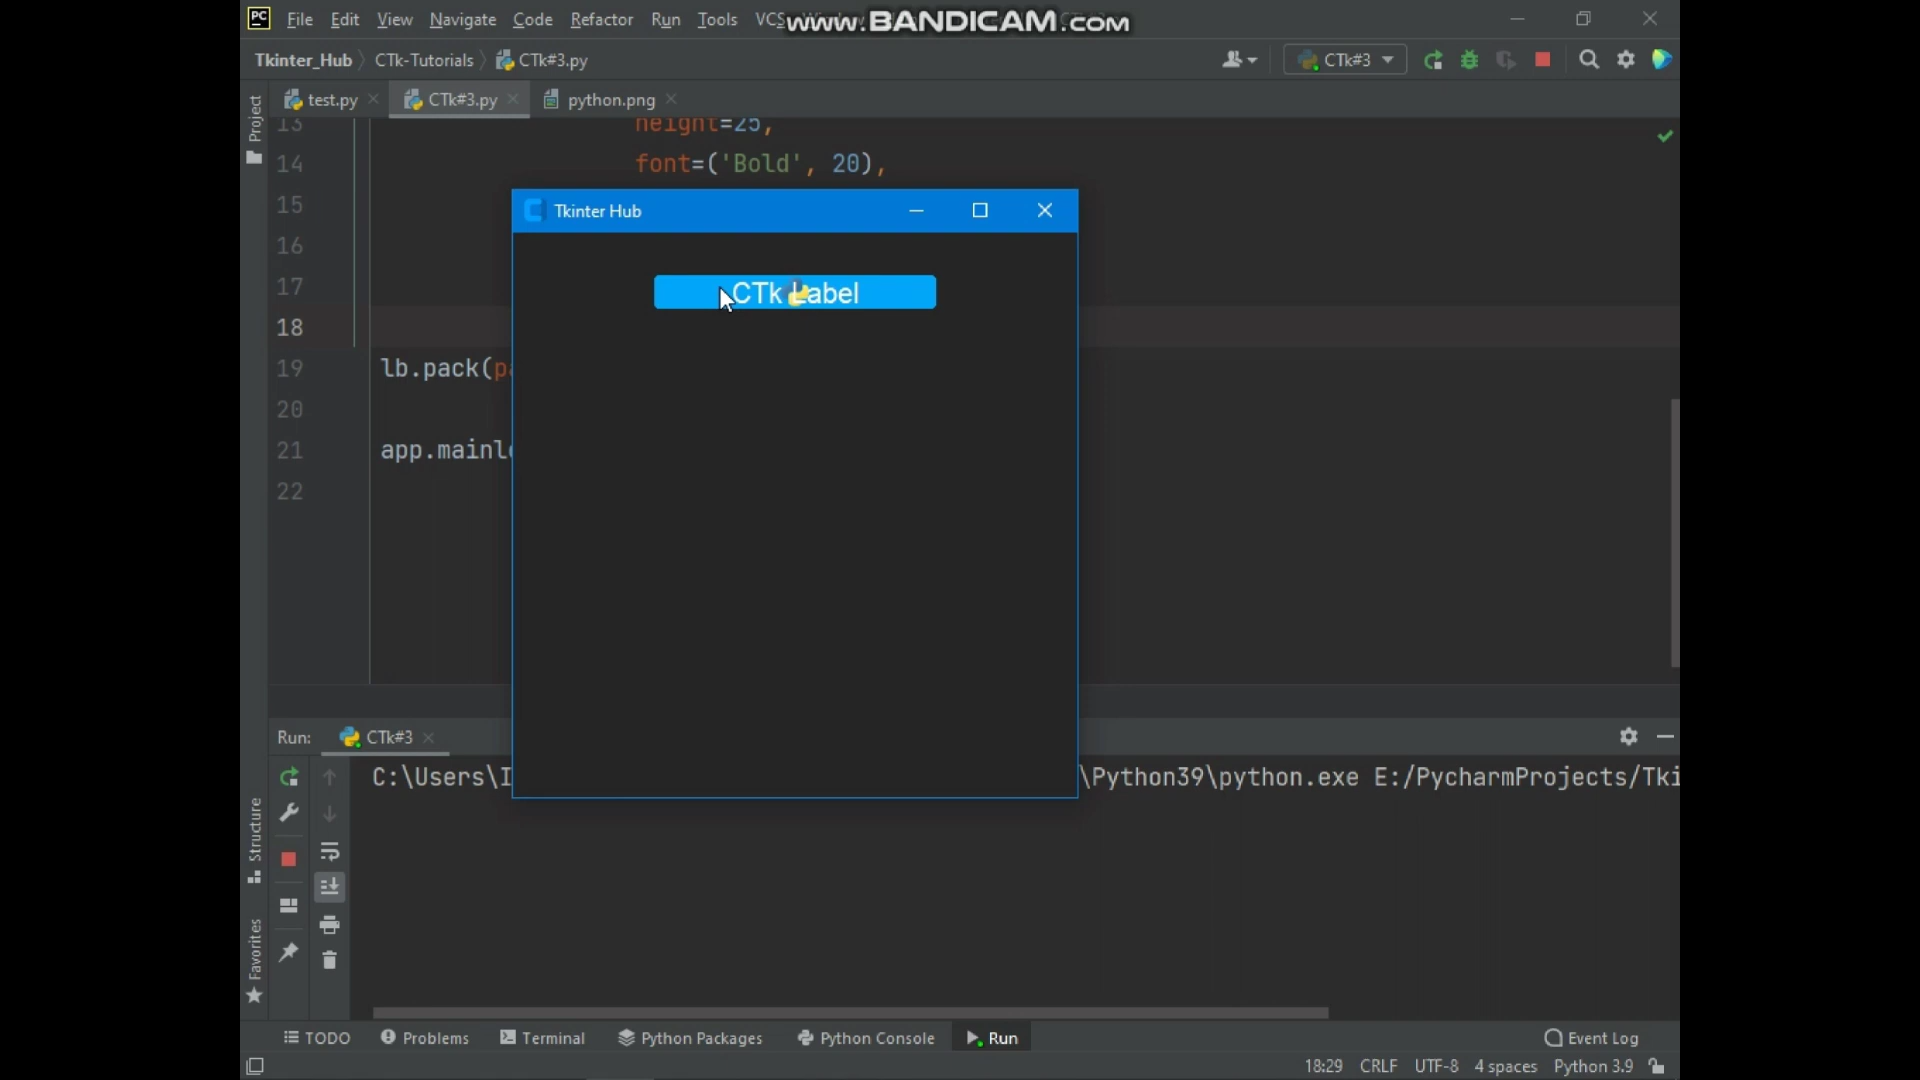 PC File Edit View Navigate Code Refactor Run Tools VCS
www.BANDICAM.com
Tkinter_Hub CTk-Tutorials CTk#3.py CTk#3
test.py CTk#3.py python.png
Project
13 height=25,
14 font=('Bold', 20),
15
16
17
18
19 lb.pack(
20
21 app.mainl
22
Tkinter Hub
CTk Label
Run: CTk#3
C:\Users\I \Python39\python.exe E:/PycharmProjects/Tki
Structure
Favorites
TODO Problems Terminal Python Packages Python Console Run Event Log
18:29 CRLF UTF-8 4 spaces Python 3.9